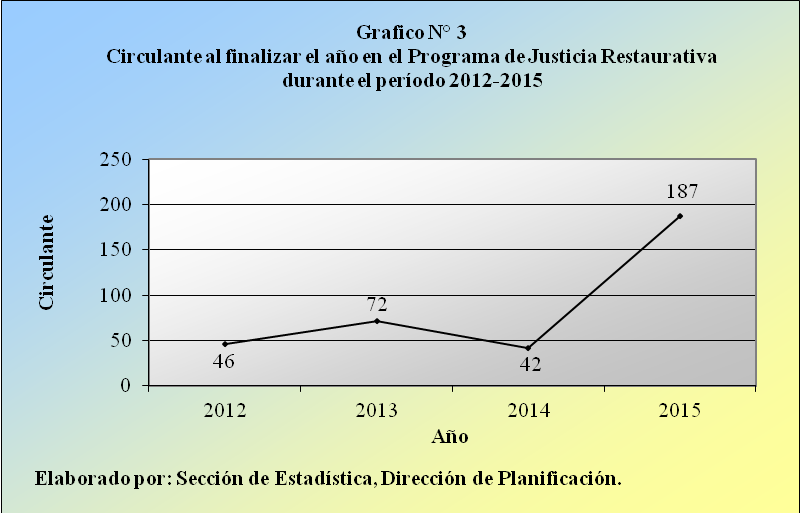 Grafico N° 3
Circulante al finalizar el año en el Programa de Justicia Restaurativa
durante el período 2012-2015
250
200
150
100
50
0
Circulante
46
72
42
187
2012 2013 2014 2015
Año
Elaborado por: Sección de Estadística, Dirección de Planificación.